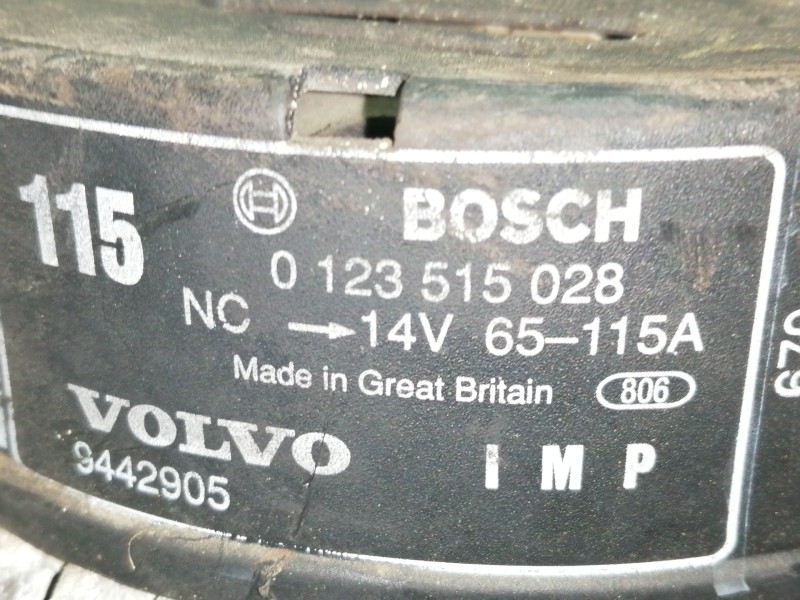 115 BOSCH
0 123 515 028
NC → 14V 65-115A
Made in Great Britain 806
VOLVO
9442905
I M P